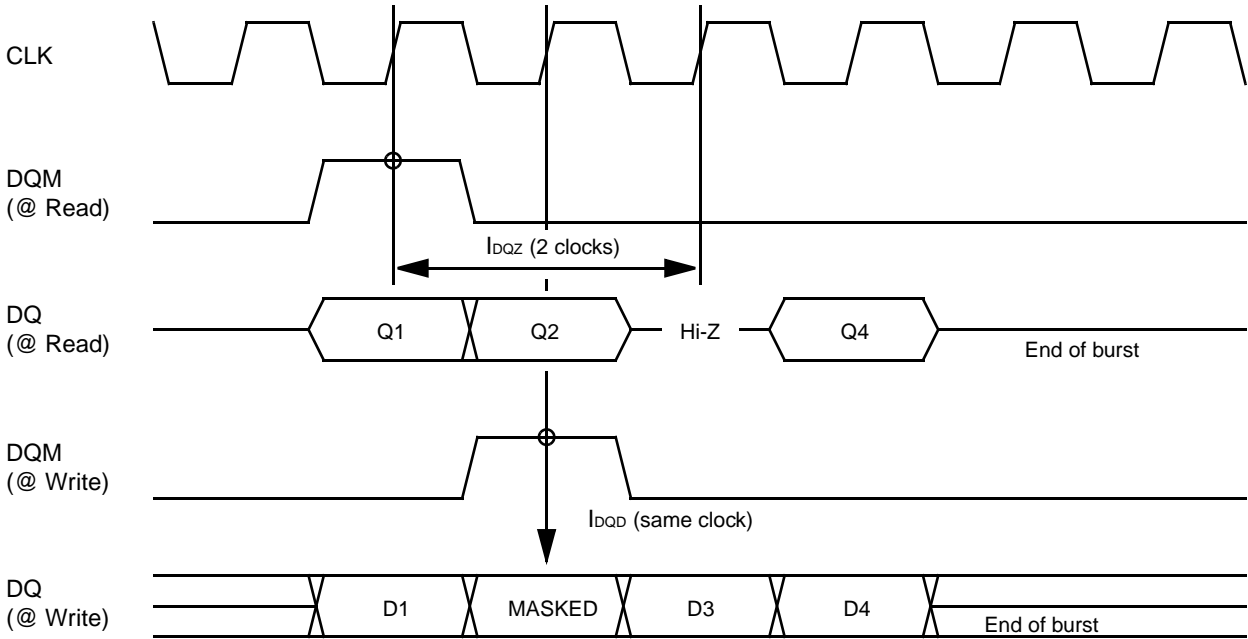 CLK
DQM
(@ Read)
IDQZ (2 clocks)
DQ
(@ Read)
Q1
Q2
Hi-Z
Q4
End of burst
DQM
(@ Write)
IDQD (same clock)
DQ
(@ Write)
D1
MASKED
D3
D4
End of burst